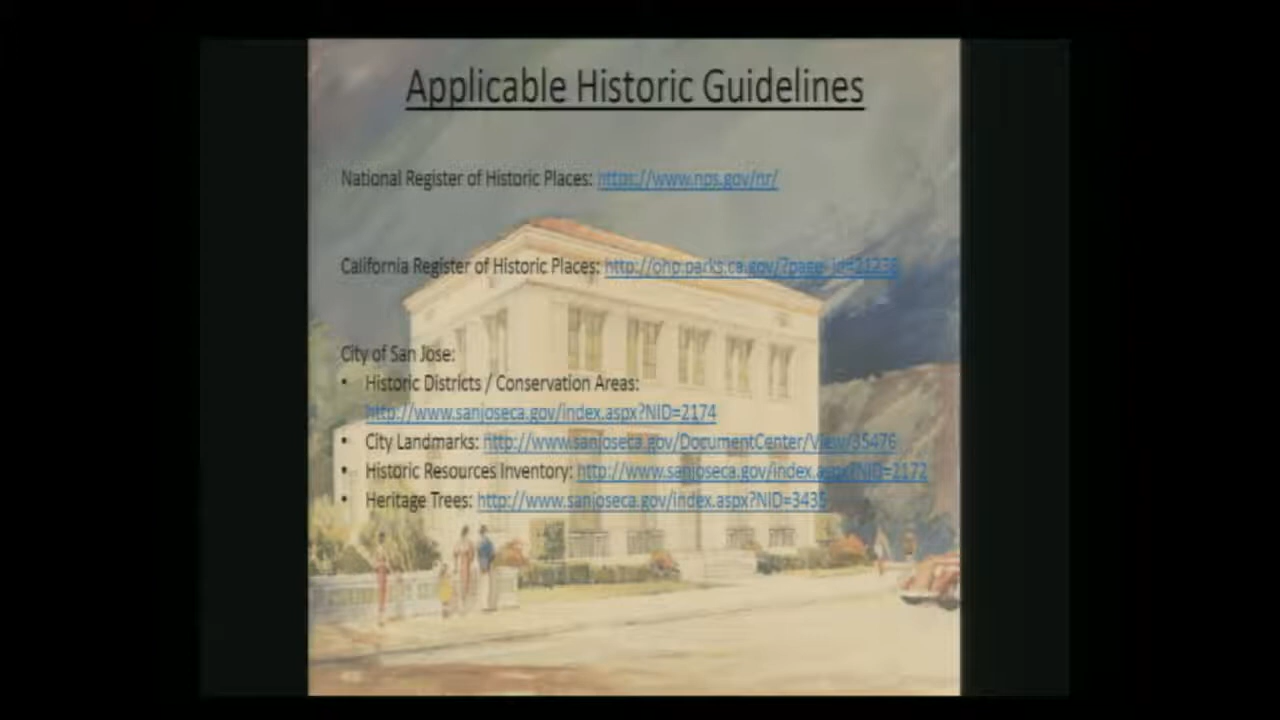 Applicable Historic Guidelines
National Register of Historic Places: https://www.nps.gov/nr/
California Register of Historic Places: http://ohp.parks.ca.gov/?page_id=21238
City of San Jose:
• Historic Districts / Conservation Areas:
http://www.sanjoseca.gov/index.aspx?NID=2174
• City Landmarks: http://www.sanjoseca.gov/DocumentCenter/View/35476
• Historic Resources Inventory: http://www.sanjoseca.gov/index.aspx?NID=2172
• Heritage Trees: http://www.sanjoseca.gov/index.aspx?NID=3435